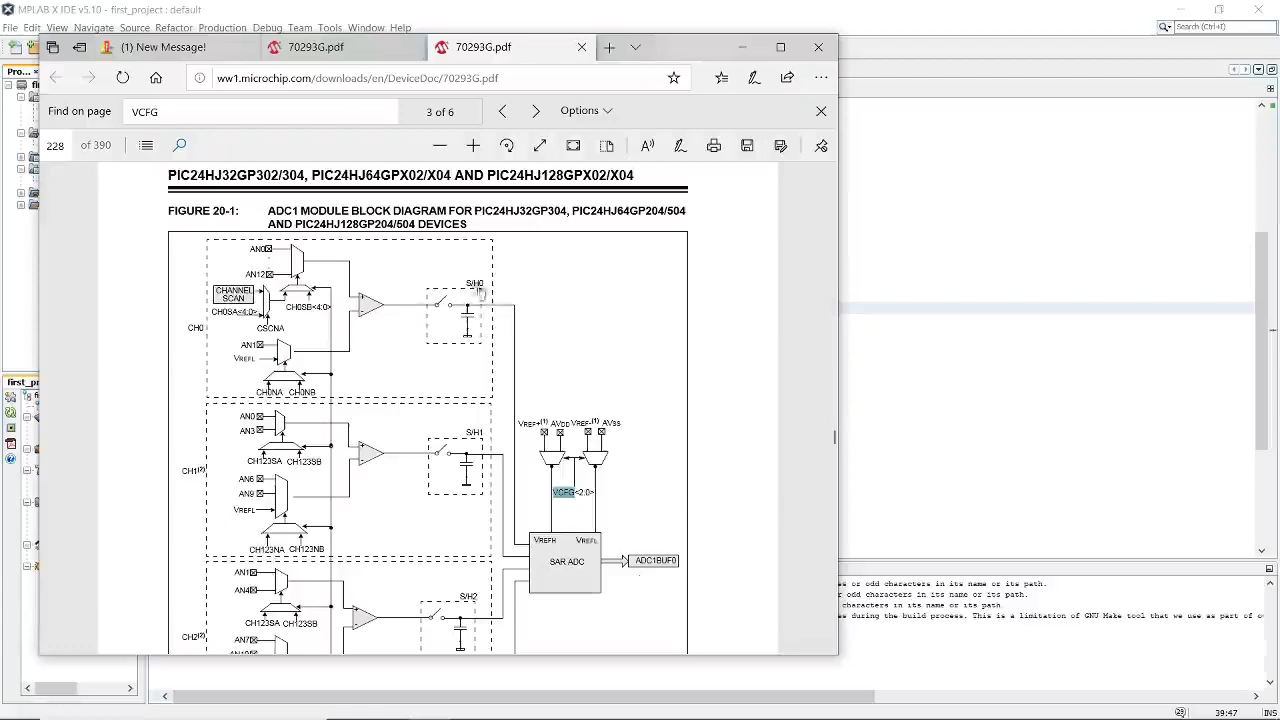 MPLAB X IDE v5.10 - first_project : default
File Edit View Navigate Source Refactor Production Debug Team Tools Window Help
Search (Ctrl+I)
Pro...
(1) New Message!
70293G.pdf
70293G.pdf
ww1.microchip.com/downloads/en/DeviceDoc/70293G.pdf
Find on page
VCFG
3 of 6
Options
228 of 390
PIC24HJ32GP302/304, PIC24HJ64GPX02/X04 AND PIC24HJ128GPX02/X04
FIGURE 20-1: ADC1 MODULE BLOCK DIAGRAM FOR PIC24HJ32GP304, PIC24HJ64GP204/504
AND PIC24HJ128GP204/504 DEVICES
AN0
AN12
CHANNEL
SCAN
CH0SB<4:0>
CH0SA<4:0>
CSCNA
CH0
AN1
VREFL
CH0NA CH0NB
S/H0
AN0
AN3
CH123SA CH123SB
CH1(2)
AN6
AN9
VREFL
CH123NA CH123NB
S/H1
VREF+(1) AVDD VREF-(1) AVSS
VCFG<2:0>
VREFH VREFL
SAR ADC
ADC1BUF0
AN1
AN4
CH123SA CH123SB
CH2(2)
AN7
S/H2
first_pr...
es or odd characters in its name or its path.
or odd characters in its name or its path.
characters in its name or its path.
es during the build process. This is a limitation of GNU Make tool that we use as part of
39:47
INS